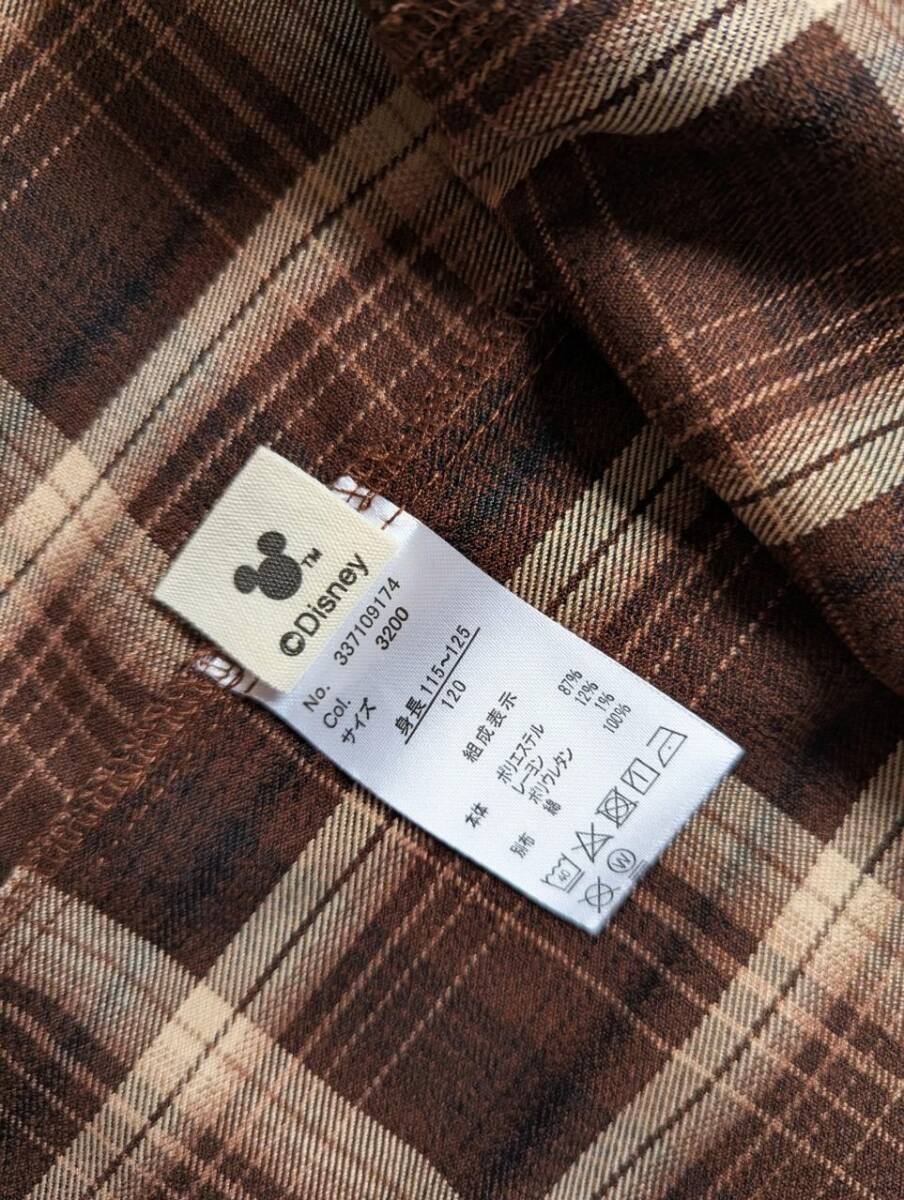 TM
©Disney
No. 337109174
Col. 3200
サイズ
身長 115~125
120
組成表示
本体 ポリエステル 87%
レーヨン 12%
ポリウレタン 1%
別布 綿 100%
40
W